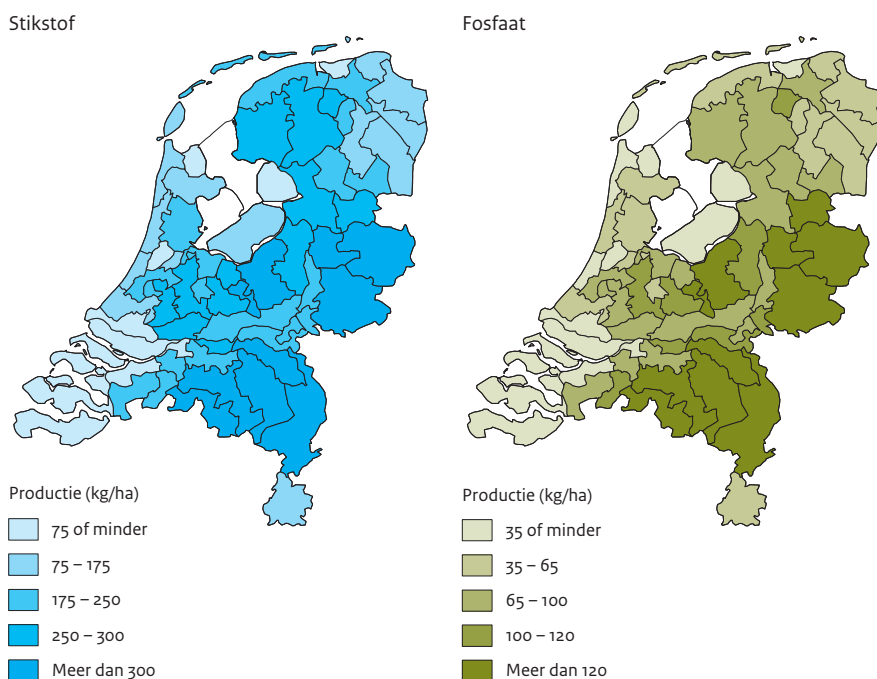 Stikstof
Productie (kg/ha)
75 of minder
75 – 175
175 – 250
250 – 300
Meer dan 300
Fosfaat
Productie (kg/ha)
35 of minder
35 – 65
65 – 100
100 – 120
Meer dan 120